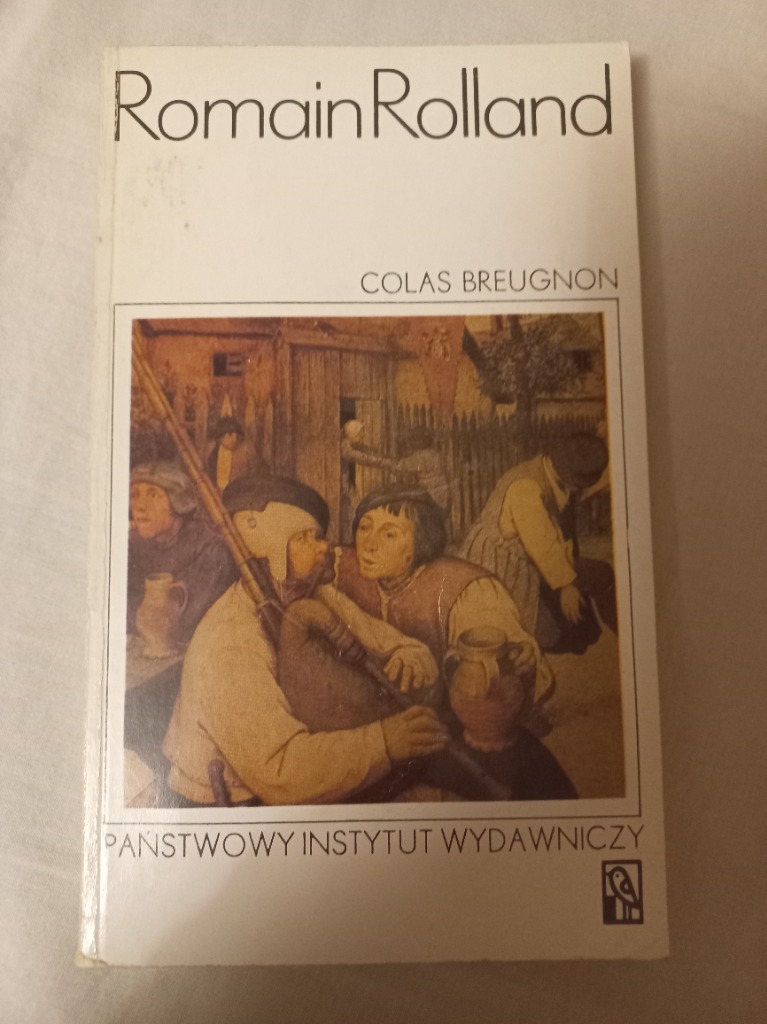 Romain Rolland
COLAS BREUGNON
PAŃSTWOWY INSTYTUT WYDAWNICZY